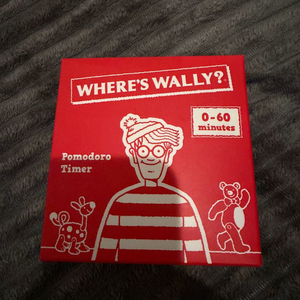 WHERE'S WALLY?
0-60
minutes
Pomodoro
Timer